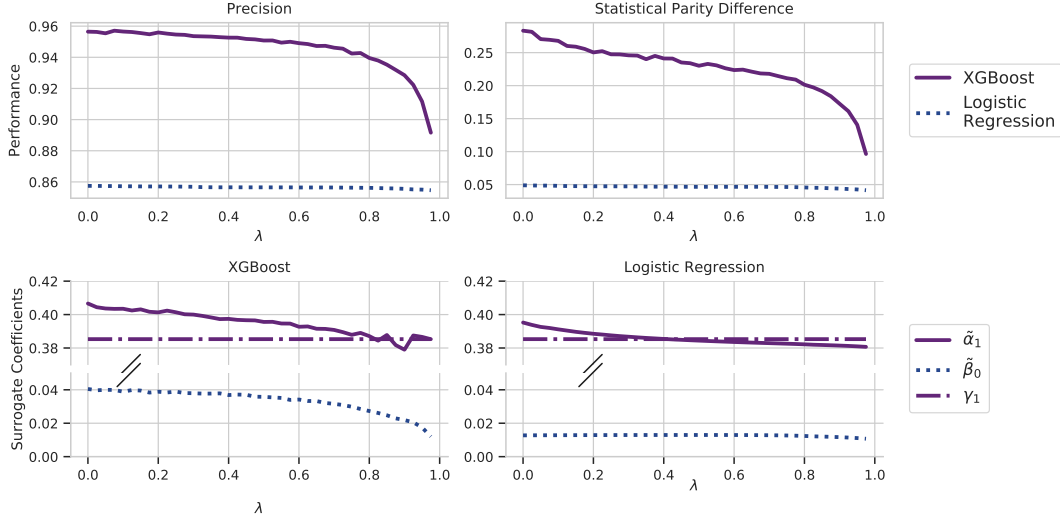 Precision
Statistical Parity Difference
Performance
0.96
0.94
0.92
0.90
0.88
0.86
0.0 0.2 0.4 0.6 0.8 1.0
λ
0.25
0.20
0.15
0.10
0.05
0.0 0.2 0.4 0.6 0.8 1.0
λ
XGBoost
Logistic
Regression
XGBoost
Logistic Regression
Surrogate Coefficients
0.42
0.40
0.38
0.04
0.02
0.00
0.0 0.2 0.4 0.6 0.8 1.0
λ
0.42
0.40
0.38
0.04
0.02
0.00
0.0 0.2 0.4 0.6 0.8 1.0
λ
α̃₁
β̃₀
γ₁